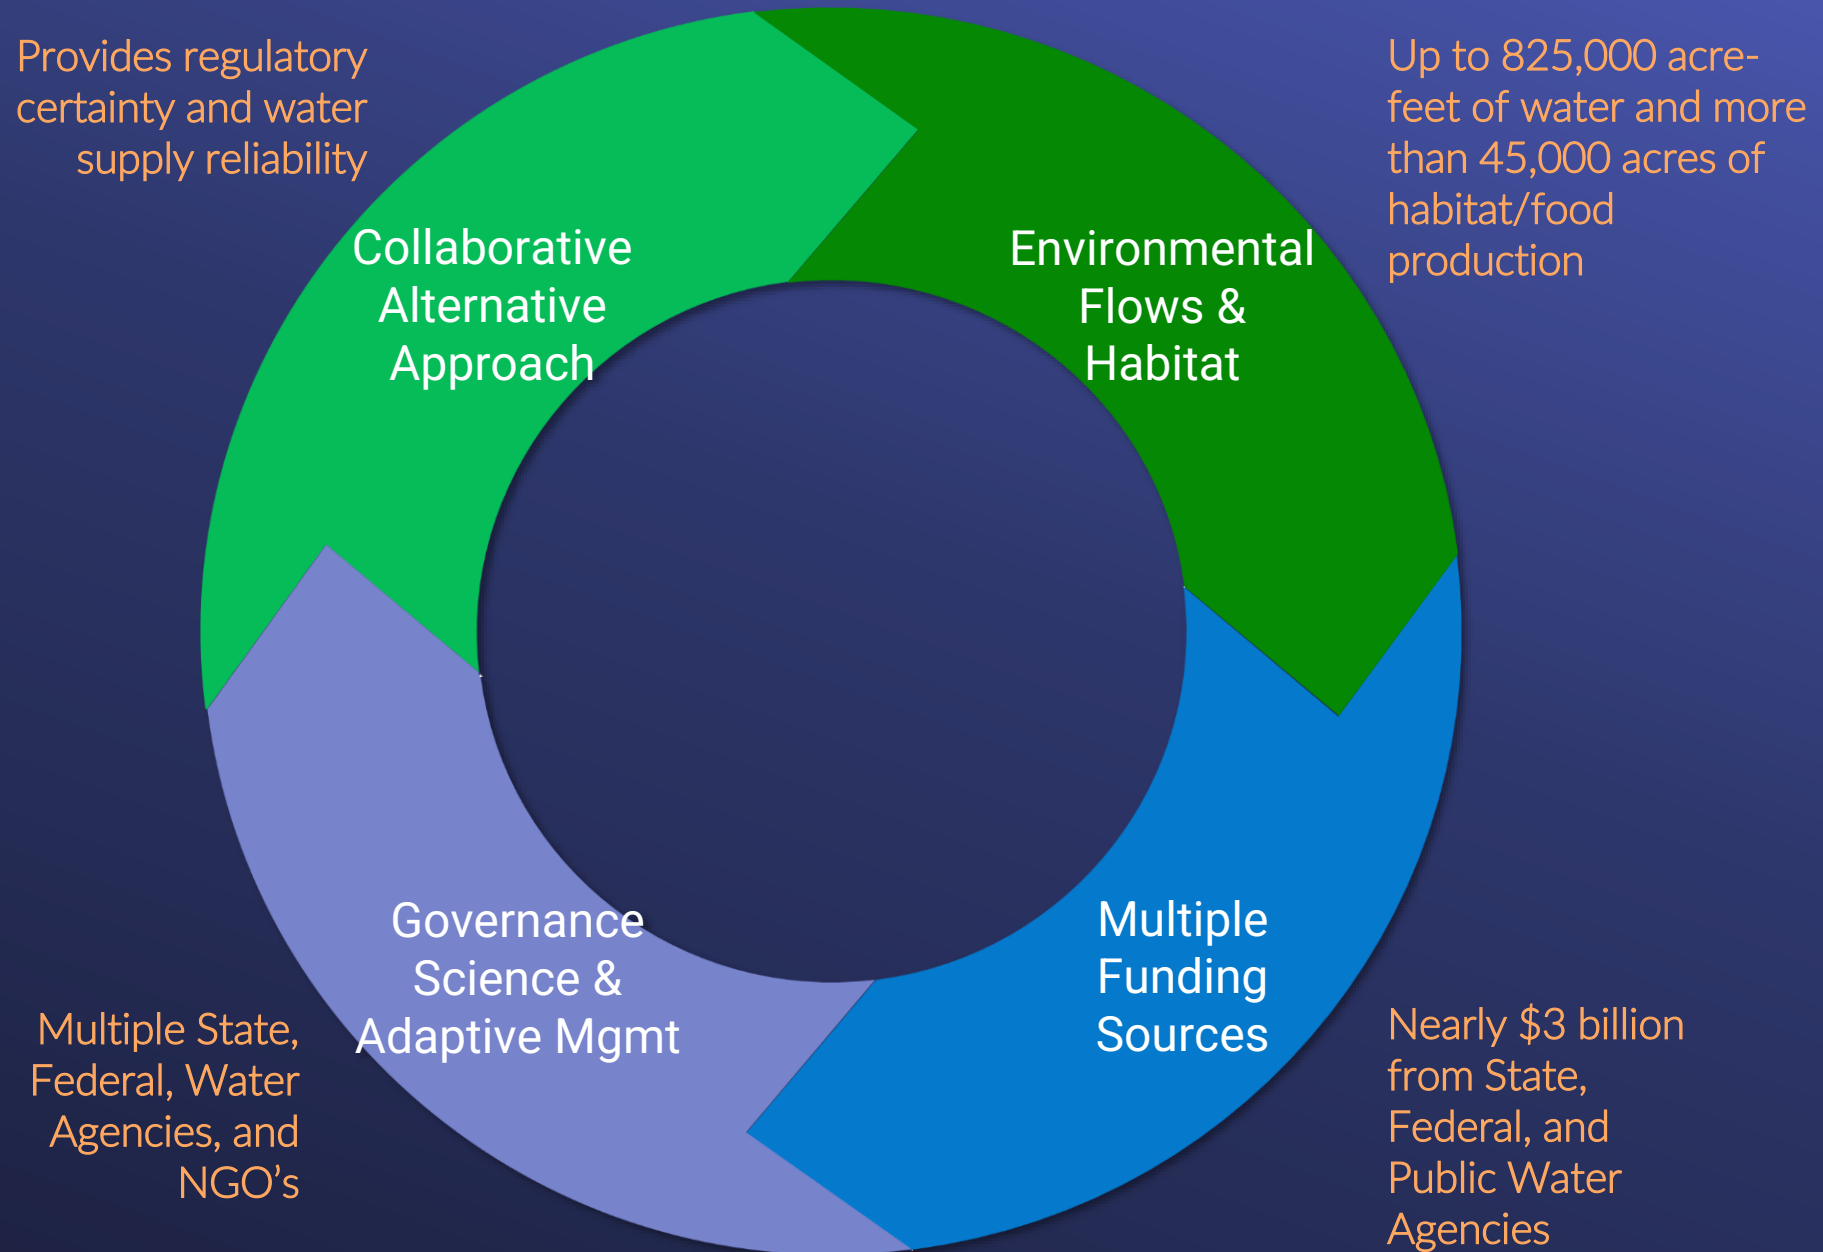 Provides regulatory
certainty and water
supply reliability
Collaborative
Alternative
Approach
Environmental
Flows &
Habitat
Up to 825,000 acre-
feet of water and more
than 45,000 acres of
habitat/food
production
Governance
Science &
Adaptive Mgmt
Multiple State,
Federal, Water
Agencies, and
NGO’s
Multiple
Funding
Sources
Nearly $3 billion
from State,
Federal, and
Public Water
Agencies